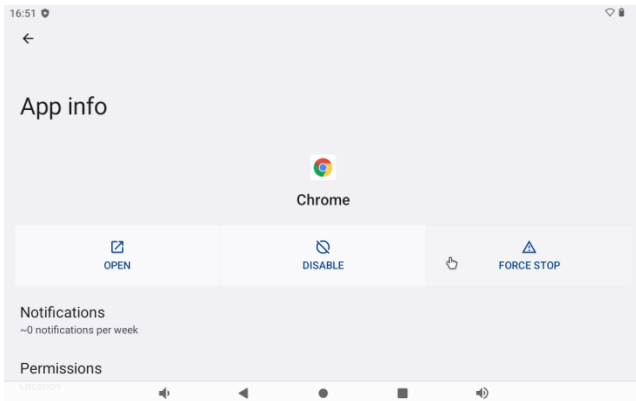 16:51
App info
Chrome
OPEN
DISABLE
FORCE STOP
Notifications
~0 notifications per week
Permissions
Location